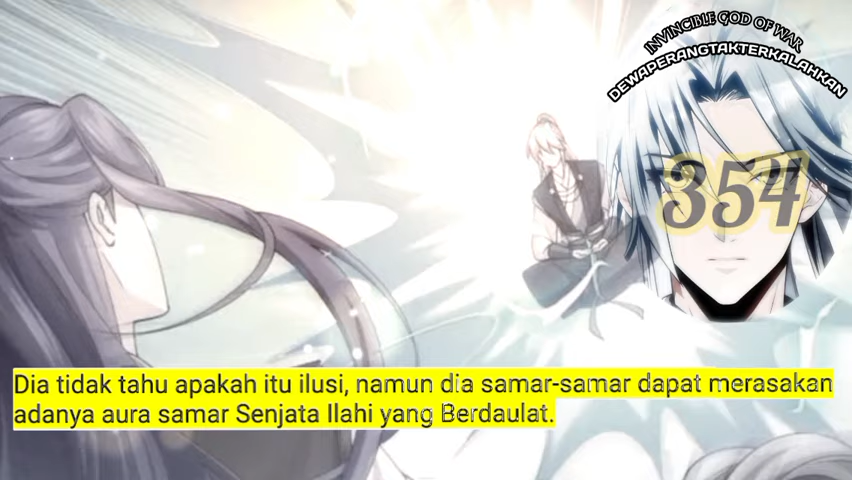 INVINCIBLE GOD OF WAR
DEWAPERANGTAKTERKALAHKAN
354
Dia tidak tahu apakah itu ilusi, namun dia samar-samar dapat merasakan
adanya aura samar Senjata Ilahi yang Berdaulat.